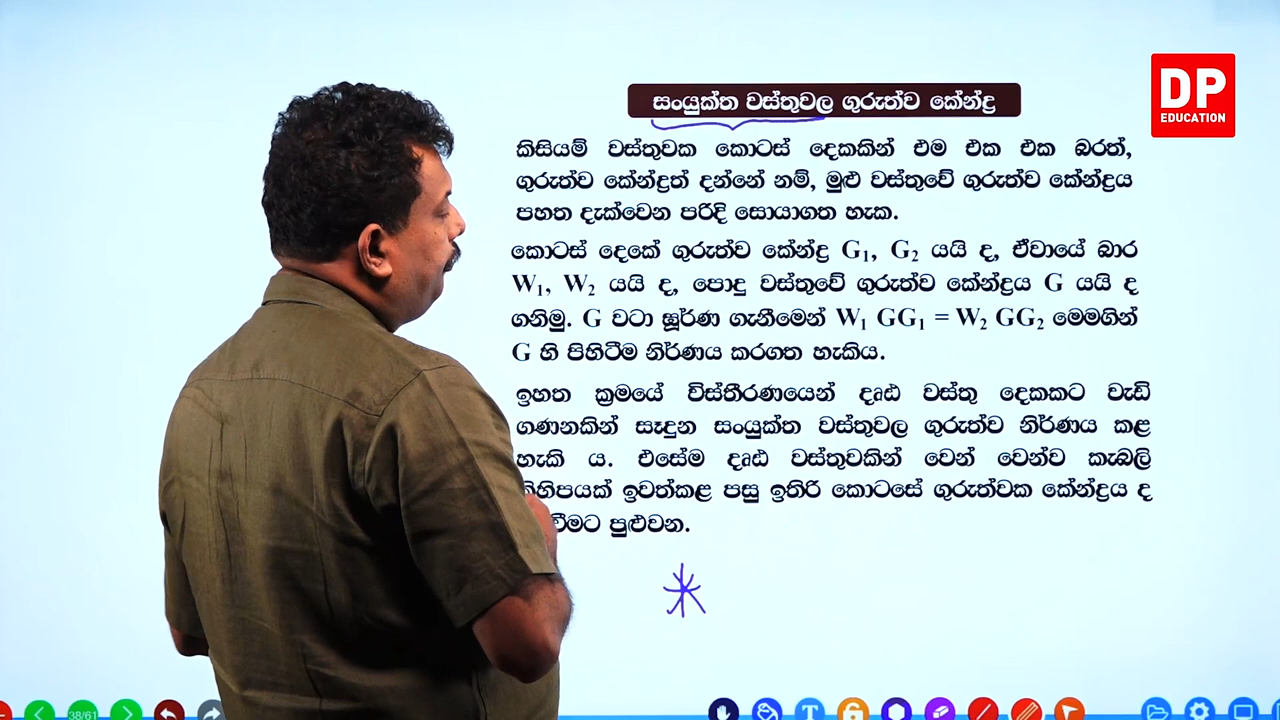 DP
EDUCATION
සංයුක්ත වස්තුවල ගුරුත්ව කේන්ද්‍ර
කිසියම් වස්තුවක කොටස් දෙකකින් එම එක එක බරත්,
ගුරුත්ව කේන්ද්‍රත් දන්නේ නම්, මුළු වස්තුවේ ගුරුත්ව කේන්ද්‍රය
පහත දැක්වෙන පරිදි සොයාගත හැක.
කොටස් දෙකේ ගුරුත්ව කේන්ද්‍ර G₁, G₂ යයි ද, ඒවායේ බාර
W₁, W₂ යයි ද, පොදු වස්තුවේ ගුරුත්ව කේන්ද්‍රය G යයි ද
ගනිමු. G වටා ඝූර්ණ ගැනීමෙන් W₁ GG₁ = W₂ GG₂ මෙමගින්
G හි පිහිටීම නිර්ණය කරගත හැකිය.
ඉහත ක්‍රමයේ විස්තීරණයෙන් දෘඪ වස්තු දෙකකට වැඩි
ගණනකින් සෑදුන සංයුක්ත වස්තුවල ගුරුත්ව නිර්ණය කළ
හැකි ය. එසේම දෘඪ වස්තුවකින් වෙන් වෙන්ව කැබලි
ඉවත්කළ පසු ඉතිරි කොටසේ ගුරුත්වක කේන්ද්‍රය ද
පුළුවන.
38/61